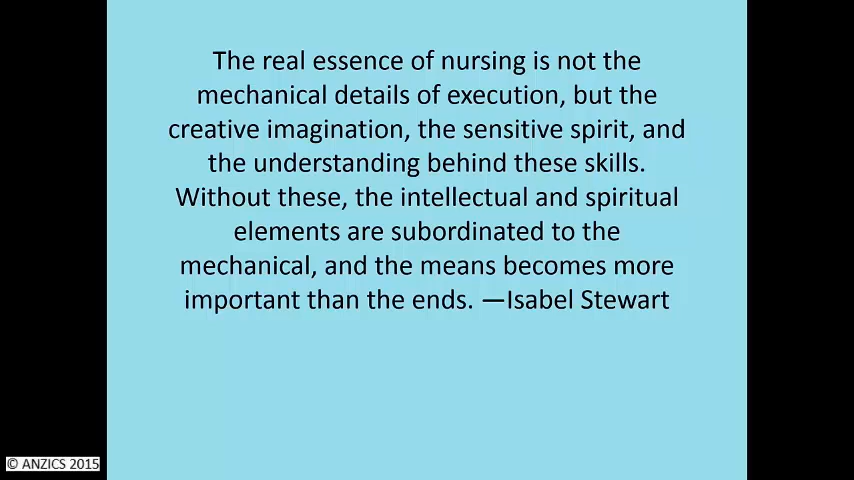 The real essence of nursing is not the
mechanical details of execution, but the
creative imagination, the sensitive spirit, and
the understanding behind these skills.
Without these, the intellectual and spiritual
elements are subordinated to the
mechanical, and the means becomes more
important than the ends. —Isabel Stewart
© ANZICS 2015